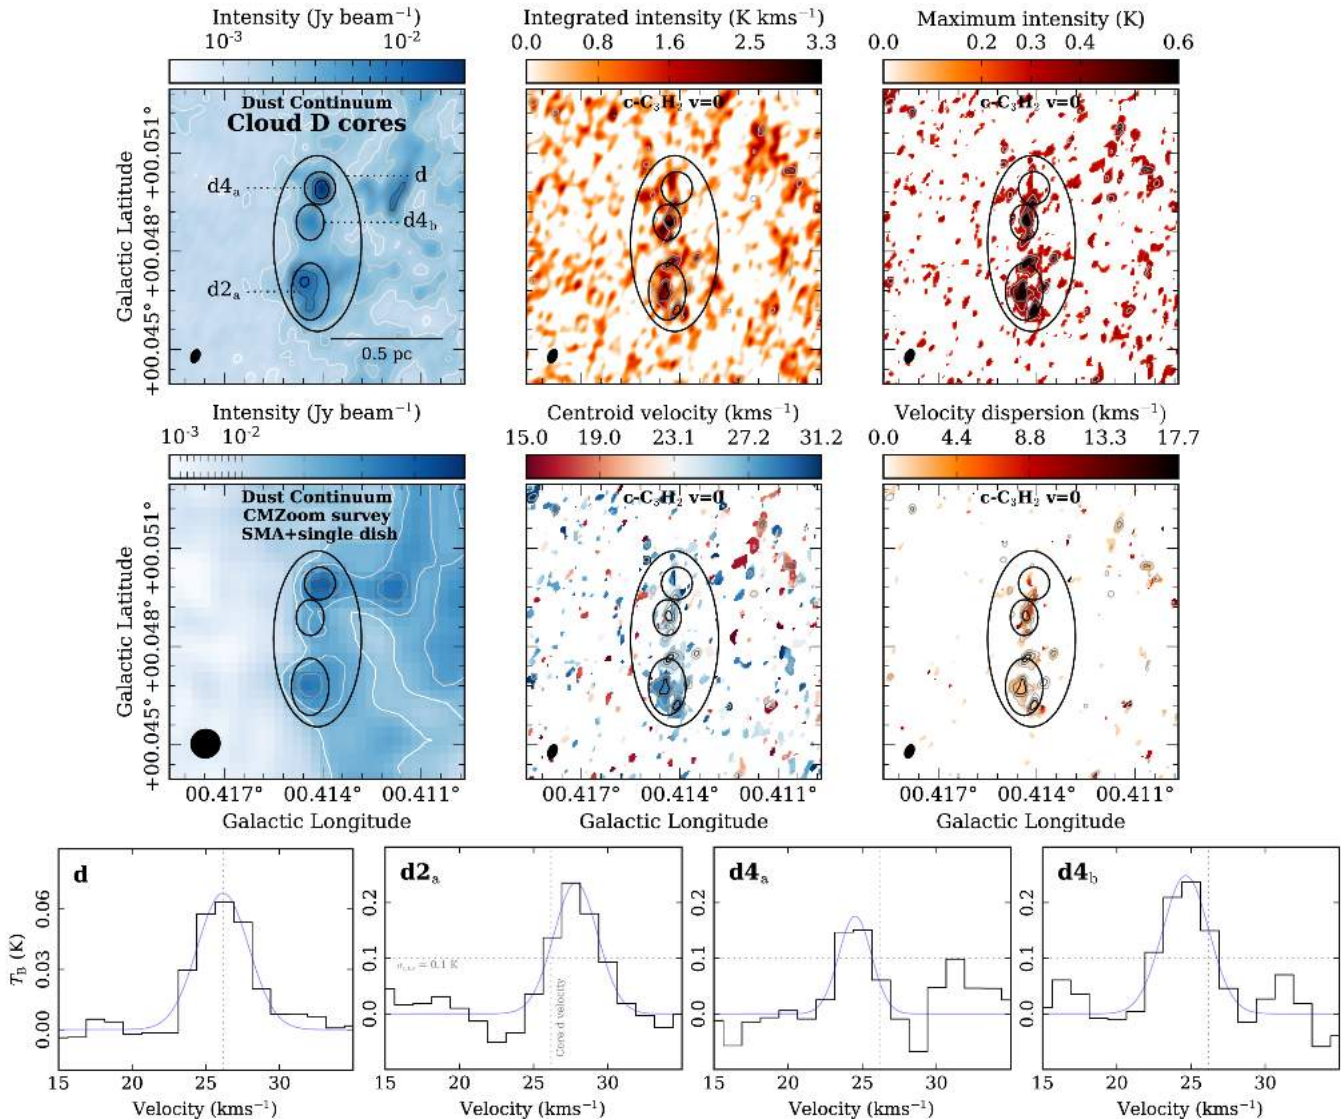 Intensity (Jy beam⁻¹)
10⁻³ 10⁻²
Integrated intensity (K kms⁻¹)
0.0 0.8 1.6 2.5 3.3
Maximum intensity (K)
0.0 0.2 0.3 0.4 0.6
Dust Continuum
Cloud D cores
d4ₐ
d
d4_b
d2ₐ
0.5 pc
Galactic Latitude
+00.045° +00.048° +00.051°
c-C₃H₂ v=0
c-C₃H₂ v=0
Intensity (Jy beam⁻¹)
10⁻³ 10⁻²
Centroid velocity (kms⁻¹)
15.0 19.0 23.1 27.2 31.2
Velocity dispersion (kms⁻¹)
0.0 4.4 8.8 13.3 17.7
Dust Continuum
CMZoom survey
SMA+single dish
c-C₃H₂ v=0
c-C₃H₂ v=0
Galactic Latitude
+00.045° +00.048° +00.051°
00.417° 00.414° 00.411°
Galactic Longitude
00.417° 00.414° 00.411°
Galactic Longitude
00.417° 00.414° 00.411°
Galactic Longitude
d
T_B (K)
0.00 0.03 0.06
15 20 25 30
Velocity (kms⁻¹)
d2ₐ
= 0.1 K
Core d velocity
0.0 0.1 0.2
15 20 25 30
Velocity (kms⁻¹)
d4ₐ
0.0 0.1 0.2
15 20 25 30
Velocity (kms⁻¹)
d4_b
0.0 0.1 0.2
15 20 25 30
Velocity (kms⁻¹)